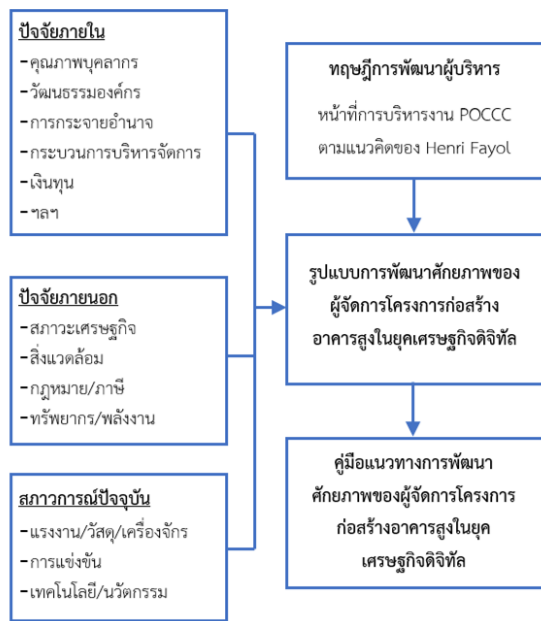 ปัจจัยภายใน
-คุณภาพบุคลากร
-วัฒนธรรมองค์กร
-การกระจายอำนาจ
-กระบวนการบริหารจัดการ
-เงินทุน
-ฯลฯ
ปัจจัยภายนอก
-สภาวะเศรษฐกิจ
-สิ่งแวดล้อม
-กฎหมาย/ภาษี
-ทรัพยากร/พลังงาน
สภาวการณ์ปัจจุบัน
-แรงงาน/วัสดุ/เครื่องจักร
-การแข่งขัน
-เทคโนโลยี/นวัตกรรม
ทฤษฎีการพัฒนาผู้บริหาร
หน้าที่การบริหารงาน POCCC
ตามแนวคิดของ Henri Fayol
รูปแบบการพัฒนาศักยภาพของ
ผู้จัดการโครงการก่อสร้าง
อาคารสูงในยุคเศรษฐกิจดิจิทัล
คู่มือแนวทางการพัฒนา
ศักยภาพของผู้จัดการโครงการ
ก่อสร้างอาคารสูงในยุค
เศรษฐกิจดิจิทัล